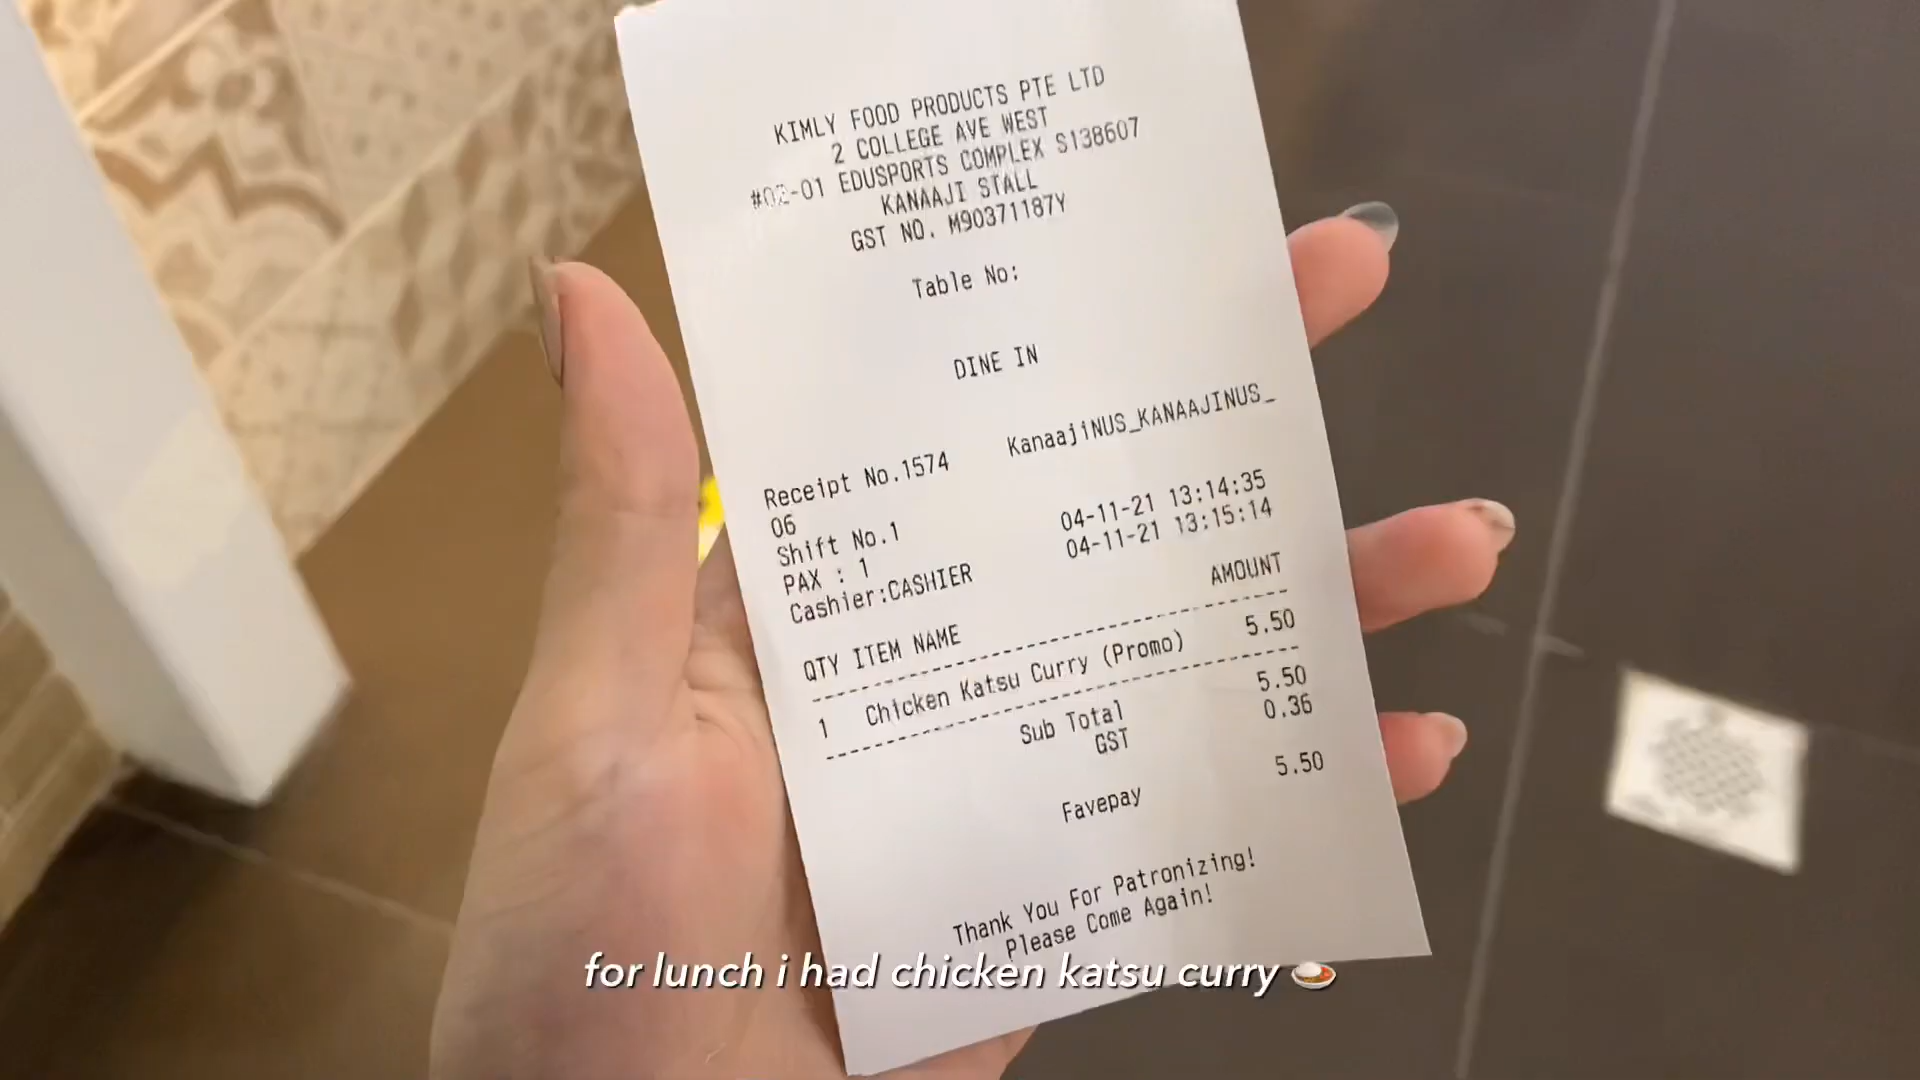 KIMLY FOOD PRODUCTS PTE LTD
2 COLLEGE AVE WEST
#02-01 EDUSPORTS COMPLEX S138607
KANAAJI STALL
GST NO. M90371187Y
Table No:
DINE IN
Receipt No.1574 KanaajiNUS_KANAAJINUS_
06
Shift No.1 04-11-21 13:14:35
PAX : 1 04-11-21 13:15:14
Cashier:CASHIER
QTY ITEM NAME AMOUNT
1 Chicken Katsu Curry (Promo) 5.50
Sub Total 5.50
GST 0.36
Favepay 5.50
Thank You For Patronizing!
Please Come Again!
for lunch i had chicken katsu curry 🍛